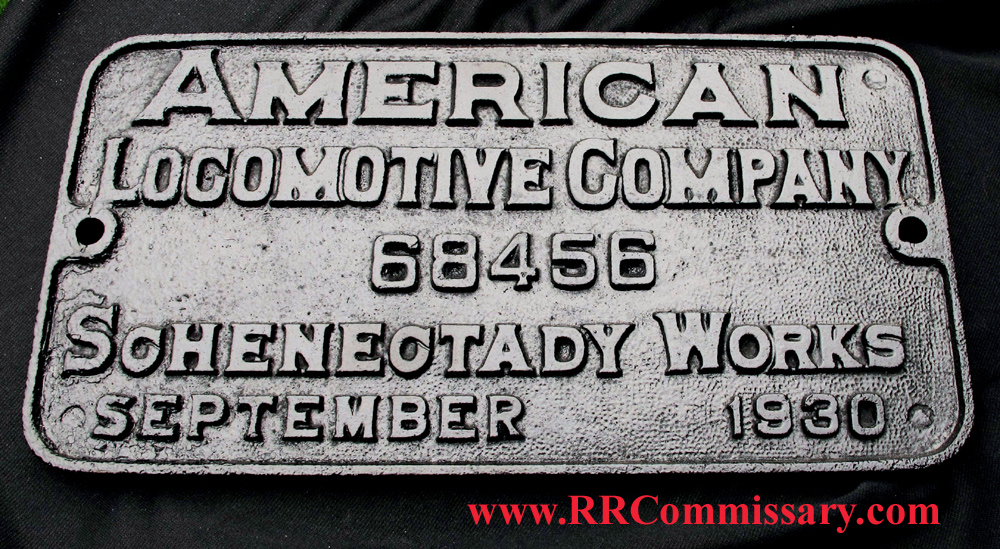 AMERICAN
LOCOMOTIVE COMPANY
68456
SCHENECTADY WORKS
SEPTEMBER 1930
www.RRCommissary.com